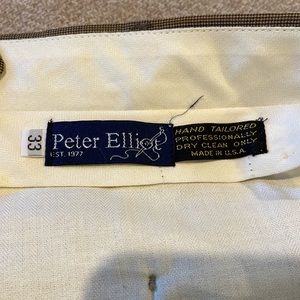 33
Peter Elliot
EST. 1977
HAND TAILORED
PROFESSIONALLY
DRY CLEAN ONLY
MADE IN U.S.A.